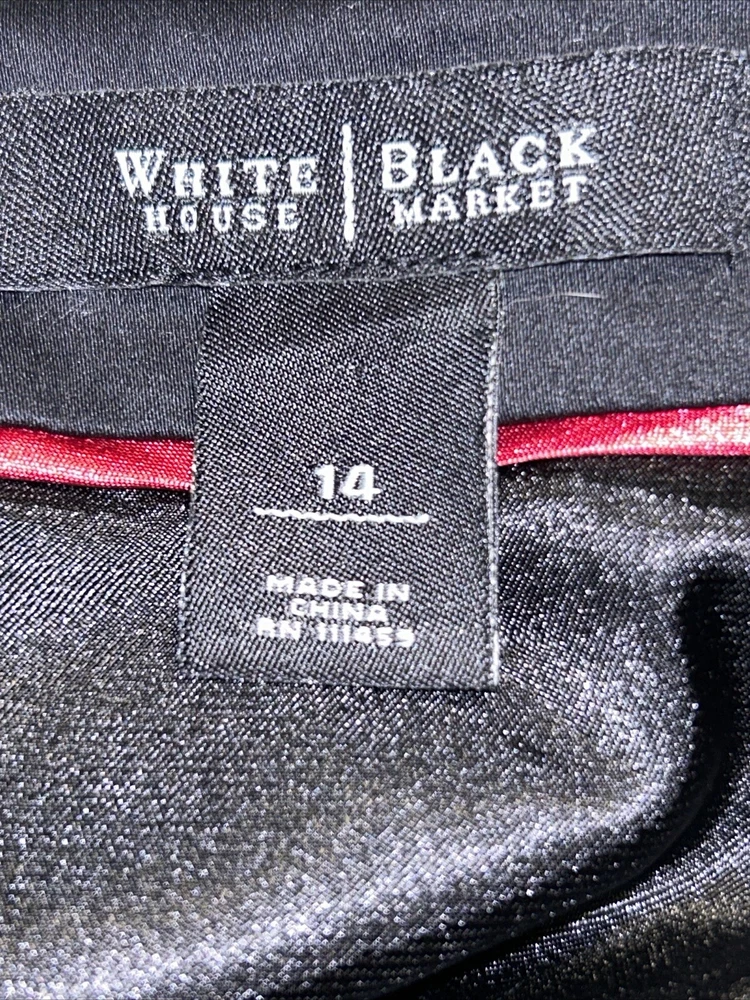 WHITE | BLACK
HOUSE | MARKET
14
MADE IN
CHINA
RN 111459